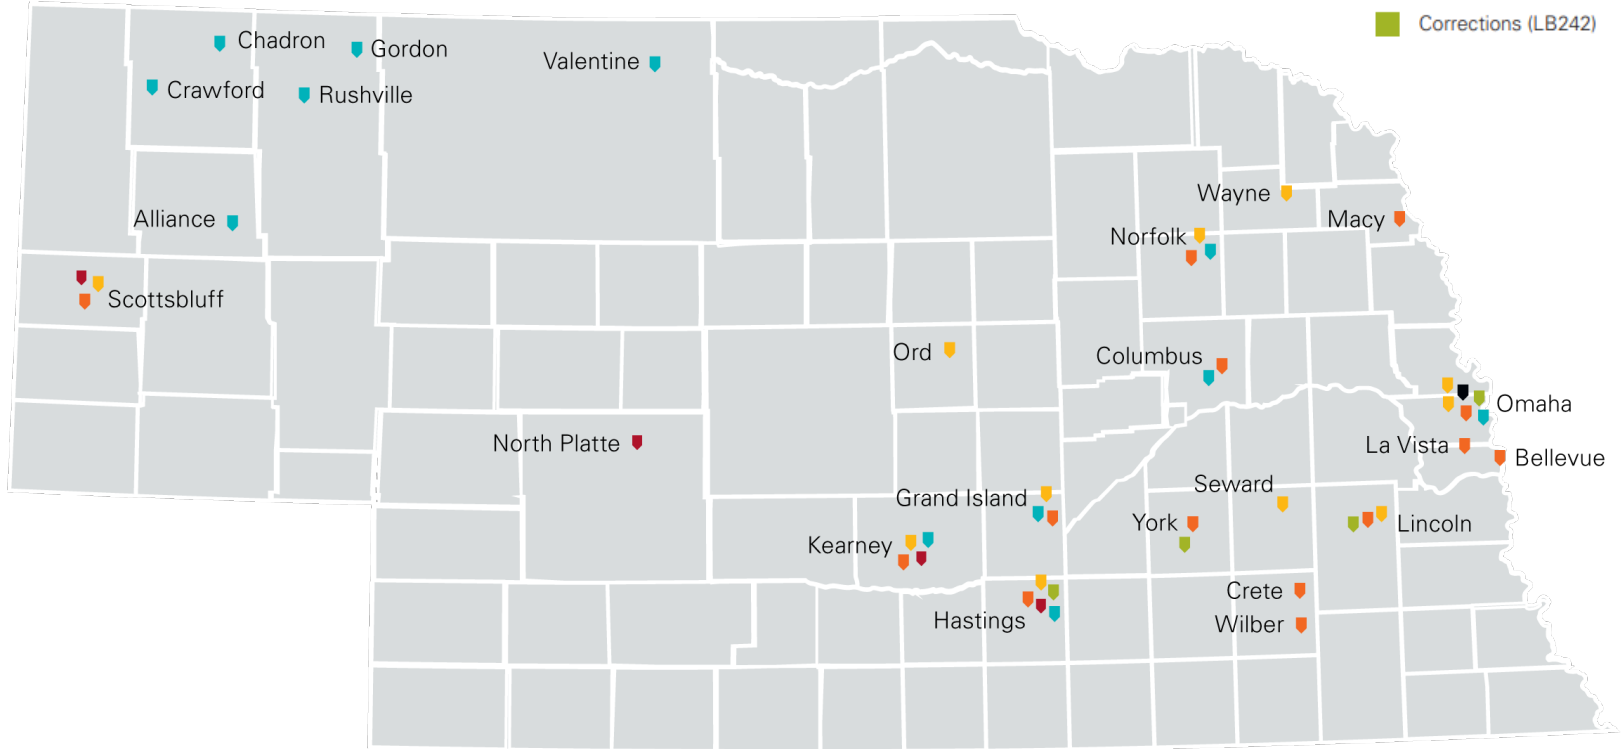 Corrections (LB242)
Chadron
Gordon
Valentine
Crawford
Rushville
Wayne
Alliance
Macy
Norfolk
Scottsbluff
Ord
Columbus
Omaha
North Platte
La Vista
Bellevue
Seward
Grand Island
York
Lincoln
Kearney
Crete
Hastings
Wilber